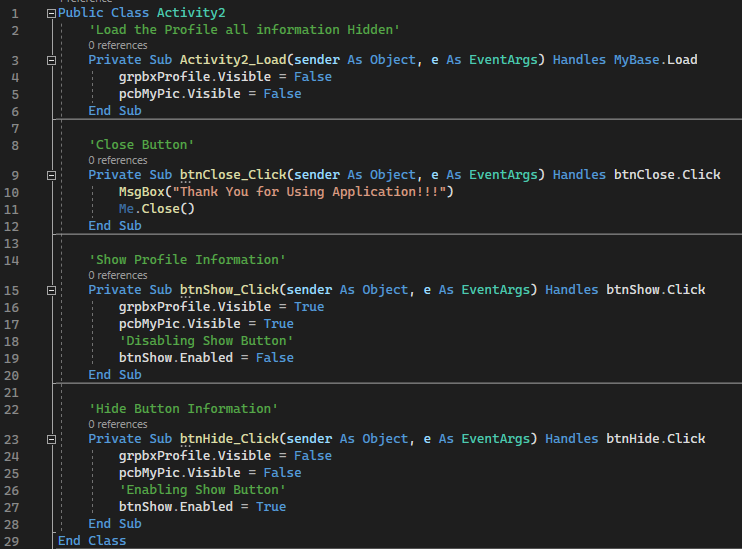 1 Public Class Activity2
2 'Load the Profile all information Hidden'
0 references
3 Private Sub Activity2_Load(sender As Object, e As EventArgs) Handles MyBase.Load
4 grpbxProfile.Visible = False
5 pcbMyPic.Visible = False
6 End Sub
7
8 'Close Button'
0 references
9 Private Sub btnClose_Click(sender As Object, e As EventArgs) Handles btnClose.Click
10 MsgBox("Thank You for Using Application!!!")
11 Me.Close()
12 End Sub
13
14 'Show Profile Information'
0 references
15 Private Sub btnShow_Click(sender As Object, e As EventArgs) Handles btnShow.Click
16 grpbxProfile.Visible = True
17 pcbMyPic.Visible = True
18 'Disabling Show Button'
19 btnShow.Enabled = False
20 End Sub
21
22 'Hide Button Information'
0 references
23 Private Sub btnHide_Click(sender As Object, e As EventArgs) Handles btnHide.Click
24 grpbxProfile.Visible = False
25 pcbMyPic.Visible = False
26 'Enabling Show Button'
27 btnShow.Enabled = True
28 End Sub
29 End Class